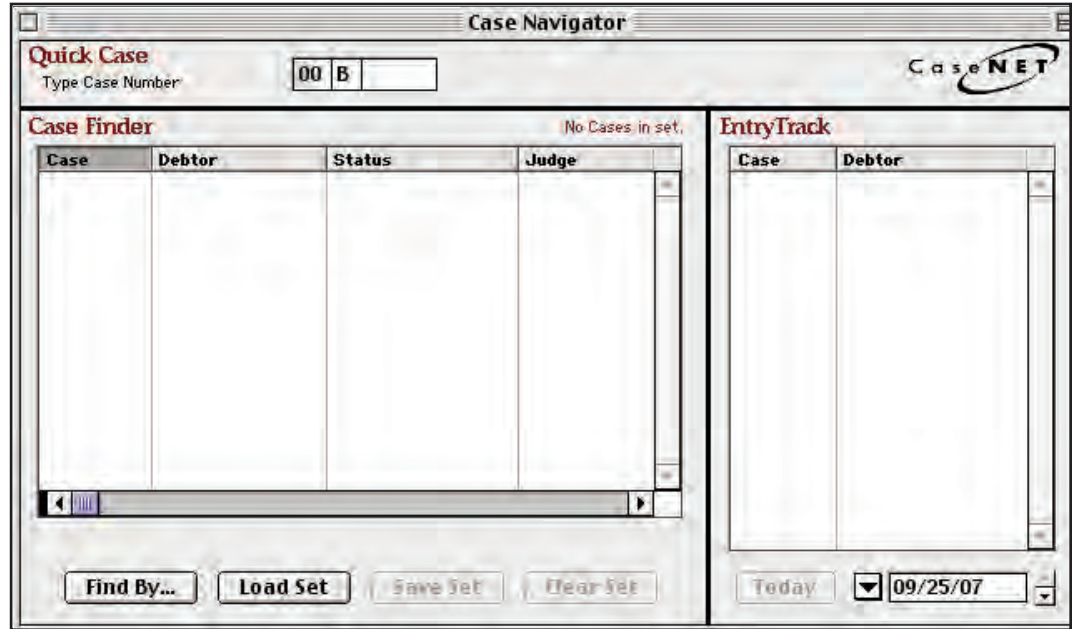 Case Navigator
Quick Case
Type Case Number
00 B
CaseNET
Case Finder
No Cases in set.
Case Debtor Status Judge
EntryTrack
Case Debtor
Find By... Load Set Save Set Clear Set
Today 09/25/07